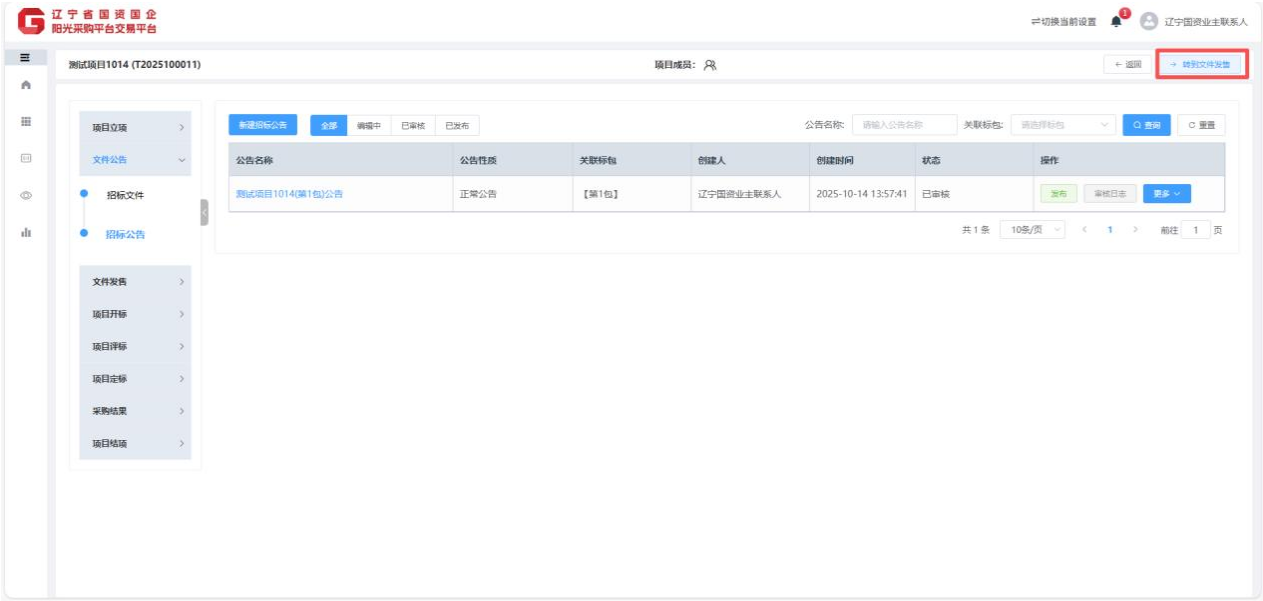 辽宁省国资国企
阳光采购平台交易平台
切换当前设置 1 辽宁国资业主联系人
测试项目1014 (T2025100011) 项目成员： ← 返回 → 转到文件发售
项目立项
文件公告
招标文件
招标公告
文件发售
项目开标
项目评标
项目定标
采购结果
项目结项
新建招标公告 全部 编辑中 已审核 已发布 公告名称: 请输入公告名称 关联标包: 请选择标包 查询 重置
公告名称 公告性质 关联标包 创建人 创建时间 状态 操作
测试项目1014(第1包)公告 正常公告 【第1包】 辽宁国资业主联系人 2025-10-14 13:57:41 已审核 发布 审核日志 更多
共 1 条 10条/页 < 1 > 前往 1 页